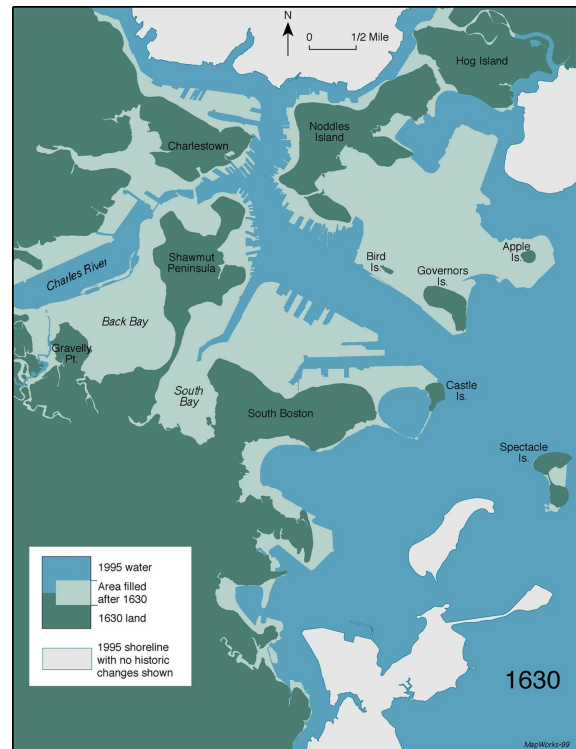 N
0 1/2 Mile
Hog Island
Noddles
Island
Charlestown
Shawmut
Peninsula
Bird
Is.
Governors
Is.
Apple
Is.
Charles River
Back Bay
Gravelly
Pt.
South
Bay
South Boston
Castle
Is.
Spectacle
Is.
1995 water
Area filled
after 1630
1630 land
1995 shoreline
with no historic
changes shown
1630
MapWorks-99